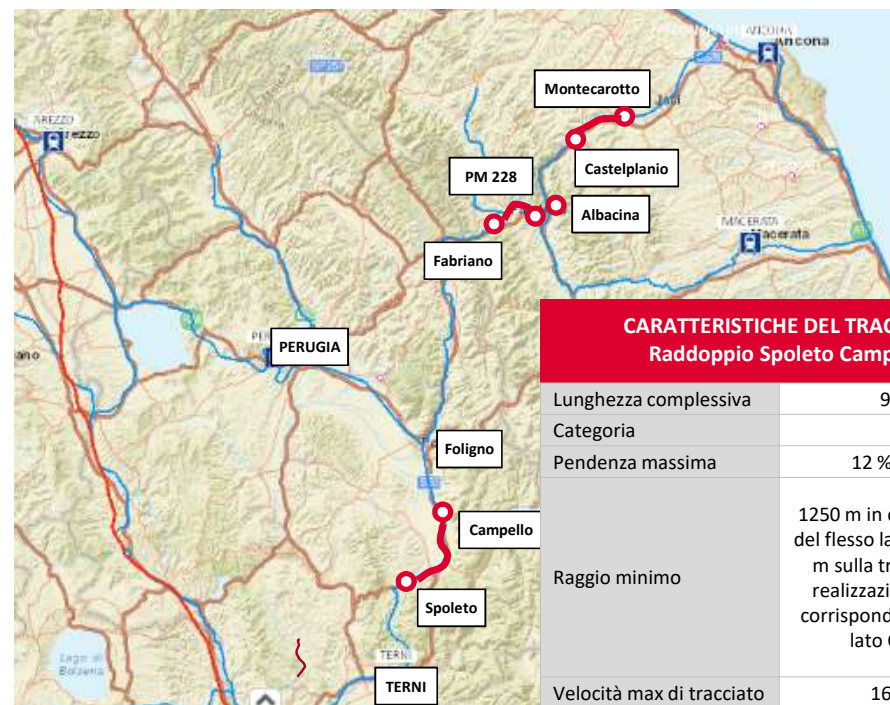 ANCONA
Ancona
Montecarotto
Jesi
AREZZO
Arezzo
Castelplanio
PM 228
Albacina
MACERATA
Macerata
Fabriano
PERUGIA
CARATTERISTICHE DEL TRAC
Raddoppio Spoleto Camp
Lunghezza complessiva 9
Categoria
Foligno
Pendenza massima 12 %
Campello
1250 m in
del flesso la
m sulla tr
Raggio minimo
realizzazi
corrispond
lato
Spoleto
Lago di
Bolsena
TERNI
TERNI
Velocità max di tracciato 16